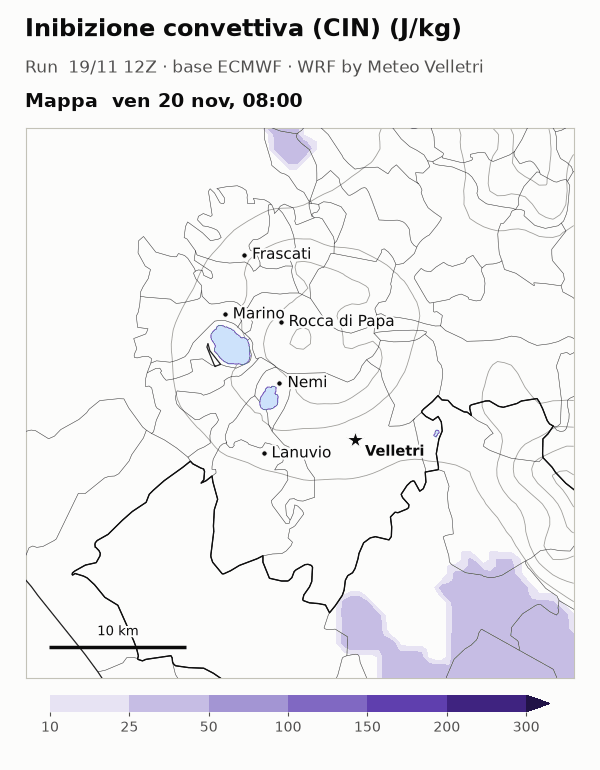 Inibizione convettiva (CIN) (J/kg)
Run  19/11 12Z · base ECMWF · WRF by Meteo Velletri
Mappa  ven 20 nov, 08:00
Frascati
Marino
Rocca di Papa
Nemi
Velletri
Lanuvio
10 km
10 25 50 100 150 200 300